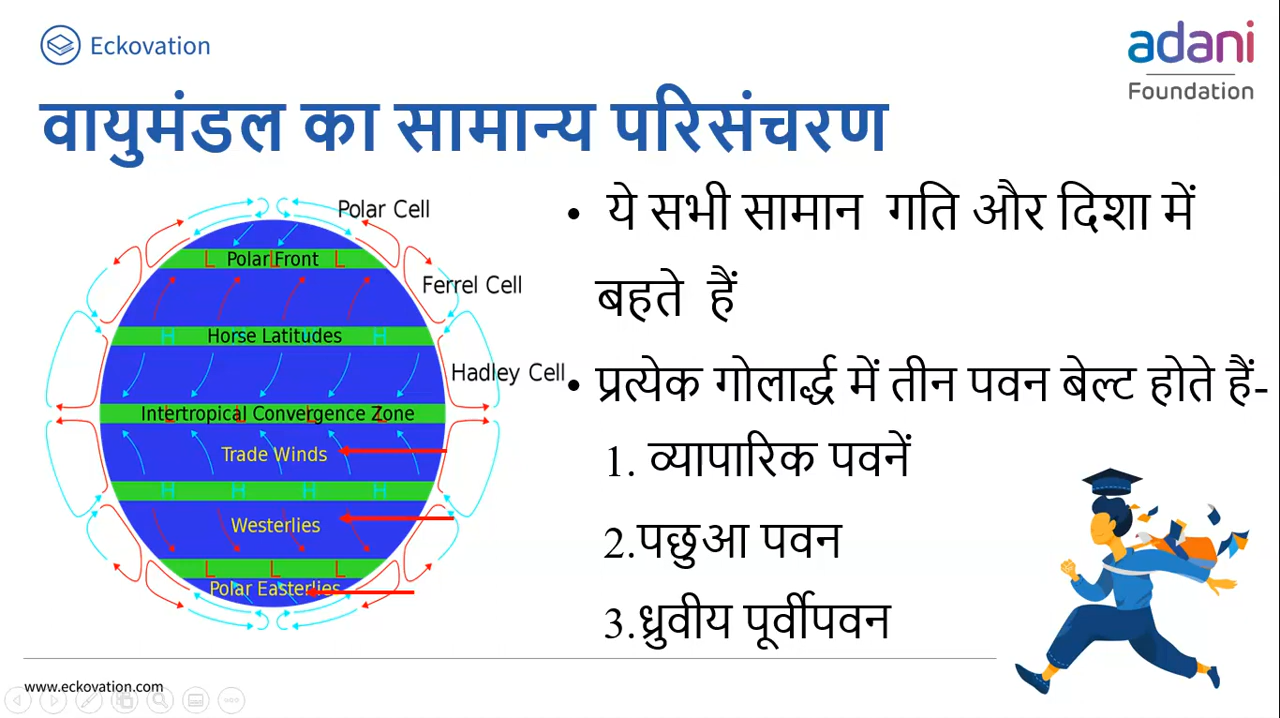 Eckovation
adani
Foundation
वायुमंडल का सामान्य परिसंचरण
Polar Cell
L L L
Polar Front
Ferrel Cell
H Horse Latitudes H
Hadley Cell
L L L L
Intertropical Convergence Zone
Trade Winds
H H H H
Westerlies
L L L
Polar Easterlies
• ये सभी सामान गति और दिशा में
बहते हैं
• प्रत्येक गोलार्द्ध में तीन पवन बेल्ट होते हैं-
1. व्यापारिक पवनें
2.पछुआ पवन
3.ध्रुवीय पूर्वीपवन
www.eckovation.com